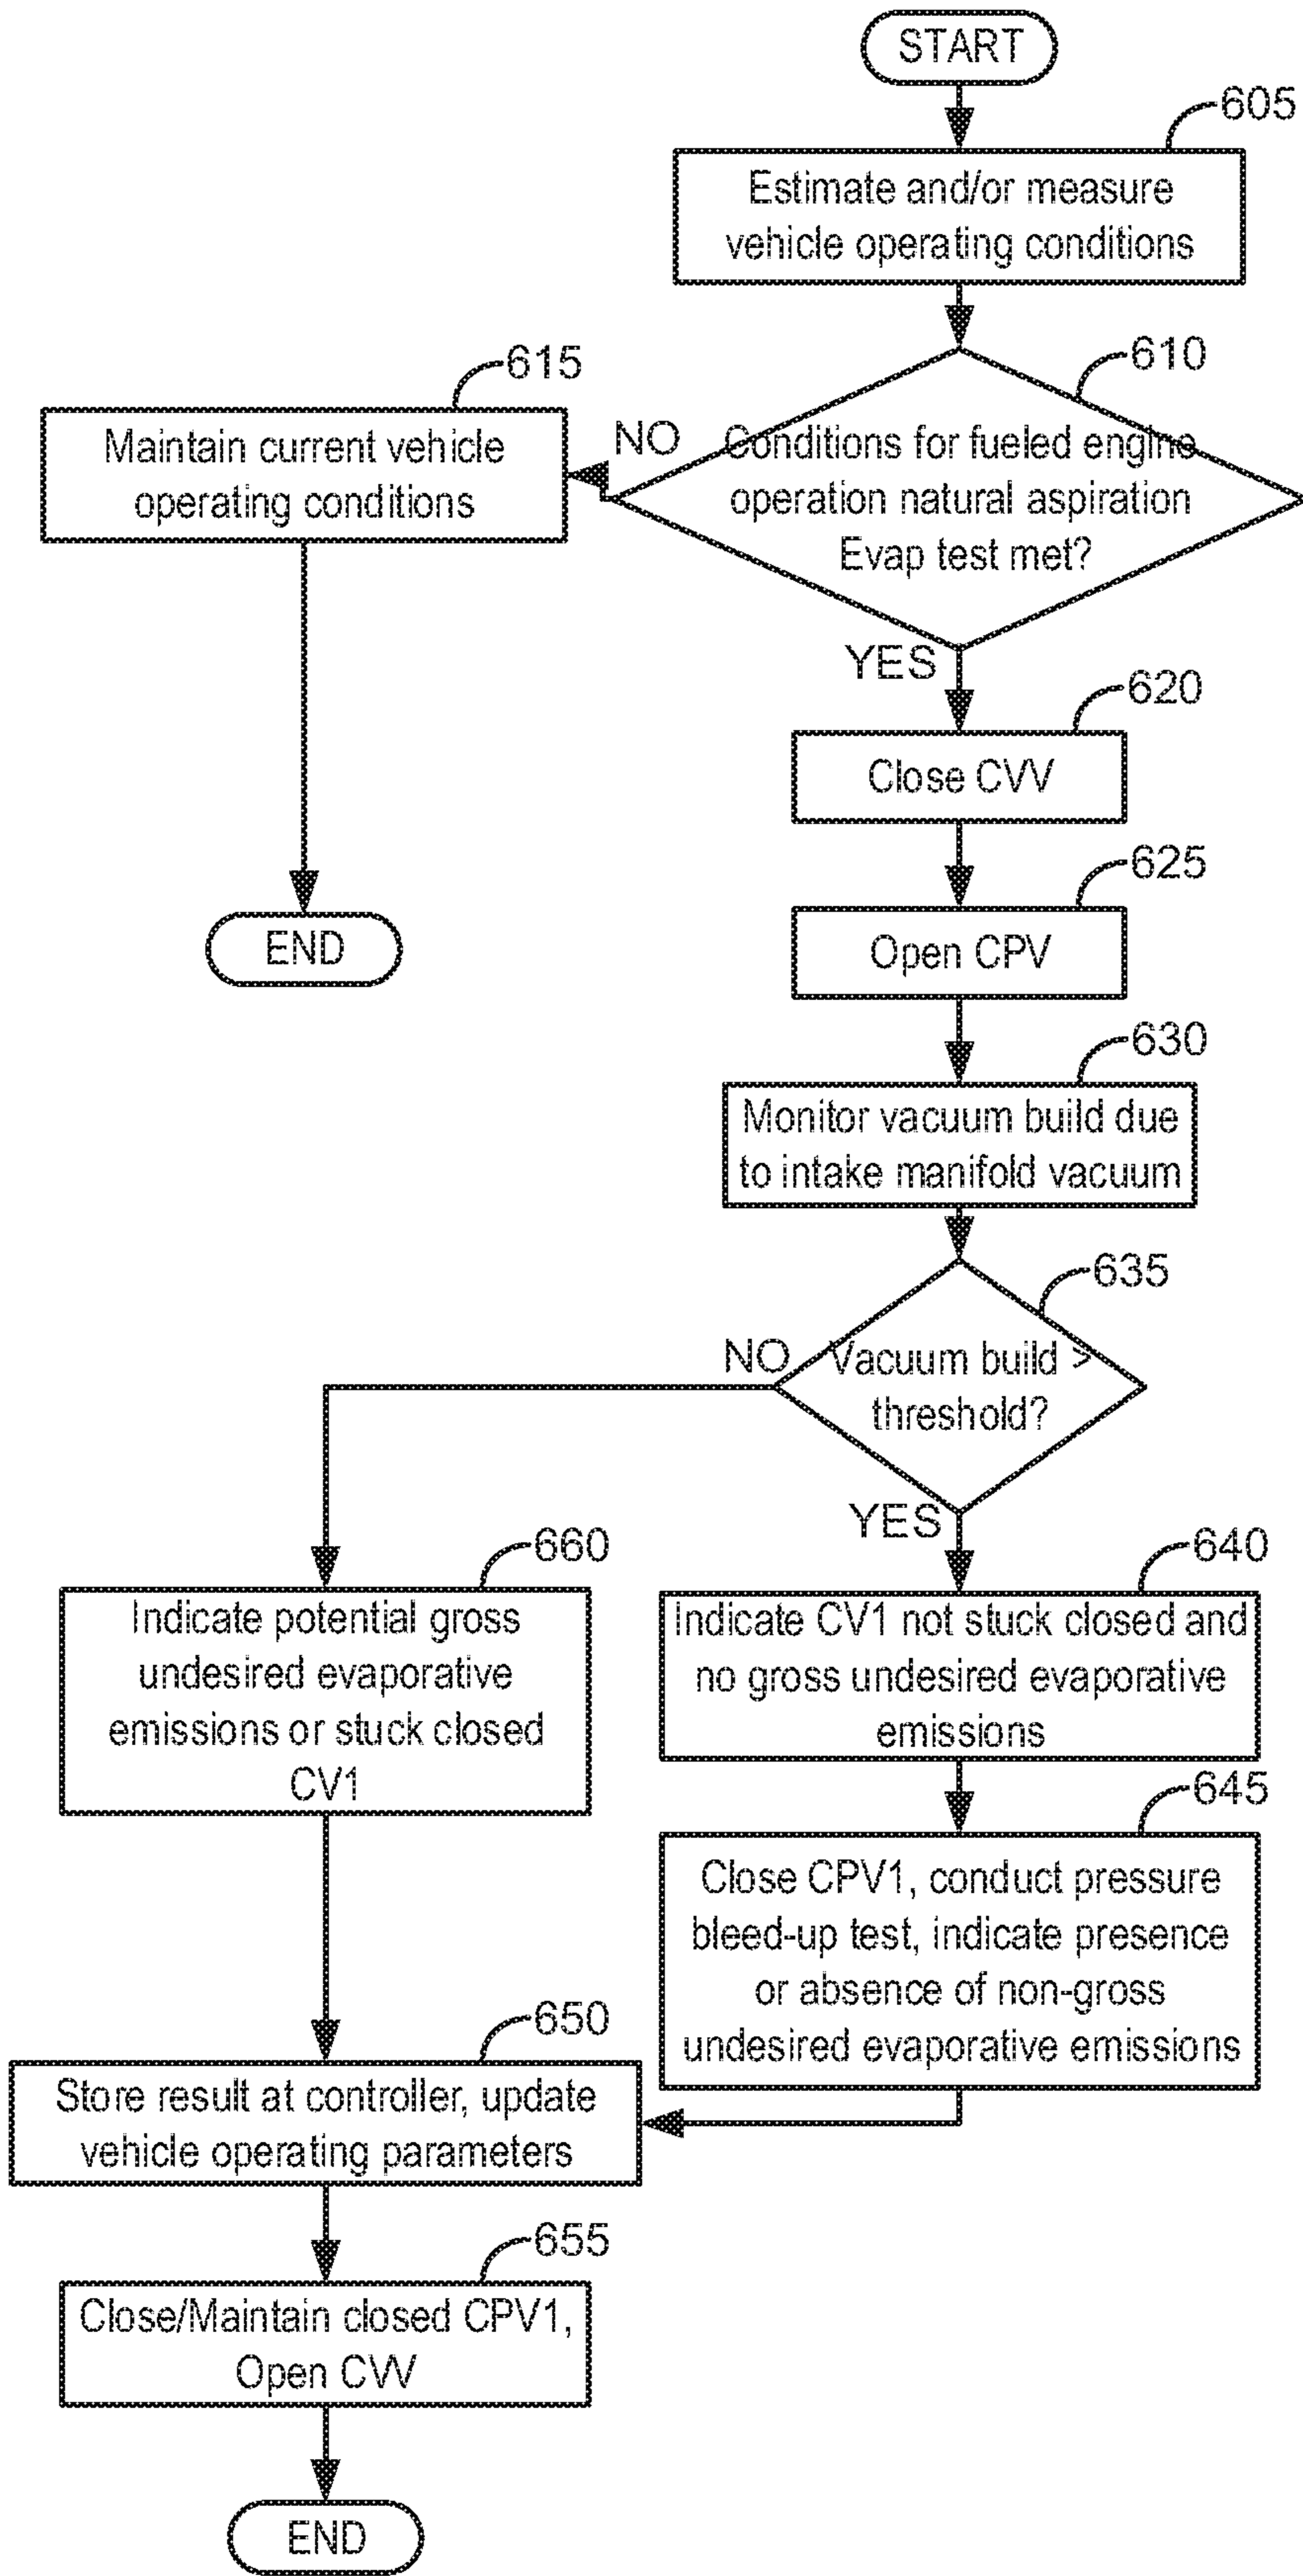 START
605
Estimate and/or measure
vehicle operating conditions
610
Conditions for fueled engine
operation natural aspiration
Evap test met?
NO
615
Maintain current vehicle
operating conditions
END
YES
620
Close CVV
625
Open CPV
630
Monitor vacuum build due
to intake manifold vacuum
635
Vacuum build >
threshold?
NO
YES
660
Indicate potential gross
undesired evaporative
emissions or stuck closed
CV1
640
Indicate CV1 not stuck closed and
no gross undesired evaporative
emissions
645
Close CPV1, conduct pressure
bleed-up test, indicate presence
or absence of non-gross
undesired evaporative emissions
650
Store result at controller, update
vehicle operating parameters
655
Close/Maintain closed CPV1,
Open CVV
END